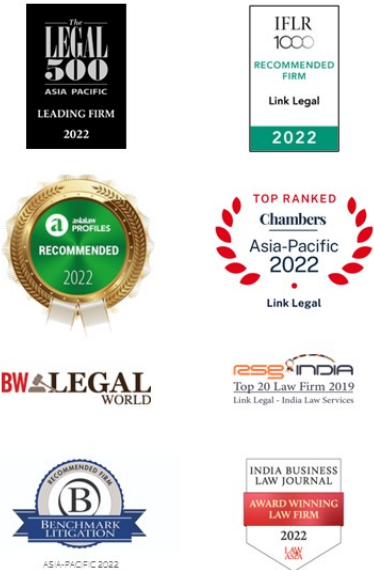 The
LEGAL
500
ASIA PACIFIC
LEADING FIRM
2022
IFLR
1000
RECOMMENDED
FIRM
Link Legal
2022
a asialaw
PROFILES
RECOMMENDED
2022
TOP RANKED
Chambers
Asia-Pacific
2022
Link Legal
BW LEGAL
WORLD
RSG INDIA
Top 20 Law Firm 2019
Link Legal - India Law Services
RECOMMENDED FIRM
B
BENCHMARK
LITIGATION
ASIA-PACIFIC 2022
INDIA BUSINESS
LAW JOURNAL
AWARD WINNING
LAW FIRM
2022
LAW
ASIA